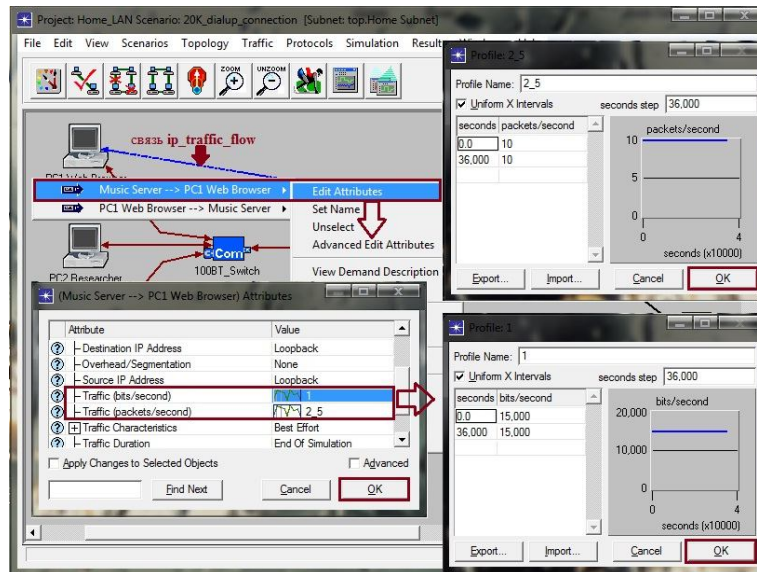 Project: Home_LAN Scenario: 20K_dialup_connection [Subnet: top.Home Subnet]
File Edit View Scenarios Topology Traffic Protocols Simulation
ZOOM UNZOOM
связь ip_traffic_flow
Music Server --> PC1 Web Browser
PC1 Web Browser --> Music Server
Edit Attributes
Set Name
Unselect
Advanced Edit Attributes
View Demand Description
3Com
100BT_Switch
PC2 Researcher
(Music Server --> PC1 Web Browser) Attributes
Attribute Value
Destination IP Address Loopback
Overhead/Segmentation None
Source IP Address Loopback
Traffic (bits/second) 1
Traffic (packets/second) 2_5
Traffic Characteristics Best Effort
Traffic Duration End Of Simulation
Apply Changes to Selected Objects Advanced
Find Next Cancel OK
Profile: 2_5
Profile Name: 2_5
Uniform X Intervals seconds step 36,000
seconds packets/second
0.0 10
36,000 10
packets/second
10
5
0
0 4
seconds (x10000)
Export... Import... Cancel OK
Profile: 1
Profile Name: 1
Uniform X Intervals seconds step 36,000
seconds bits/second
0.0 15,000
36,000 15,000
bits/second
20,000
10,000
0
0 4
seconds (x10000)
Export... Import... Cancel OK